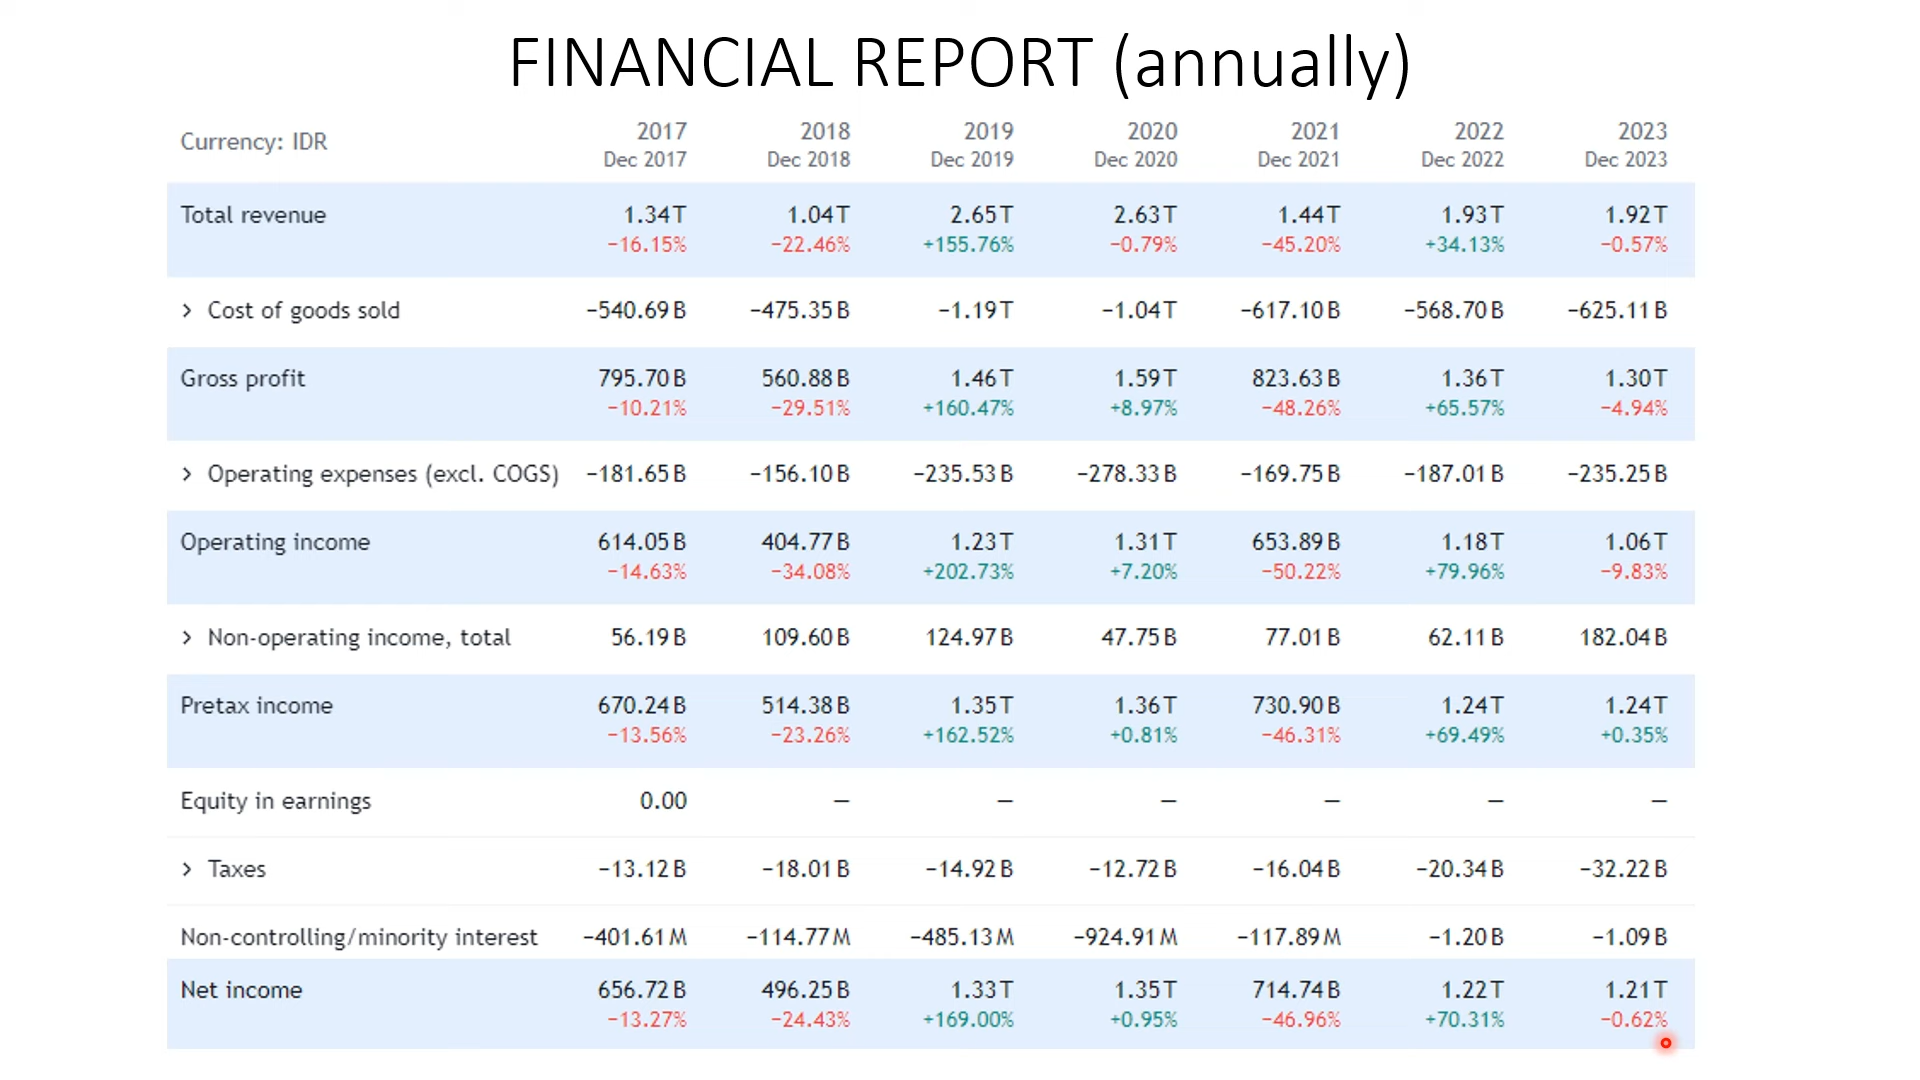 FINANCIAL REPORT (annually)
Currency: IDR 2017 2018 2019 2020 2021 2022 2023
Dec 2017 Dec 2018 Dec 2019 Dec 2020 Dec 2021 Dec 2022 Dec 2023
Total revenue 1.34T 1.04T 2.65T 2.63T 1.44T 1.93T 1.92T
−16.15% −22.46% +155.76% −0.79% −45.20% +34.13% −0.57%
> Cost of goods sold −540.69B −475.35B −1.19T −1.04T −617.10B −568.70B −625.11B
Gross profit 795.70B 560.88B 1.46T 1.59T 823.63B 1.36T 1.30T
−10.21% −29.51% +160.47% +8.97% −48.26% +65.57% −4.94%
> Operating expenses (excl. COGS) −181.65B −156.10B −235.53B −278.33B −169.75B −187.01B −235.25B
Operating income 614.05B 404.77B 1.23T 1.31T 653.89B 1.18T 1.06T
−14.63% −34.08% +202.73% +7.20% −50.22% +79.96% −9.83%
> Non-operating income, total 56.19B 109.60B 124.97B 47.75B 77.01B 62.11B 182.04B
Pretax income 670.24B 514.38B 1.35T 1.36T 730.90B 1.24T 1.24T
−13.56% −23.26% +162.52% +0.81% −46.31% +69.49% +0.35%
Equity in earnings 0.00 — — — — — —
> Taxes −13.12B −18.01B −14.92B −12.72B −16.04B −20.34B −32.22B
Non-controlling/minority interest −401.61M −114.77M −485.13M −924.91M −117.89M −1.20B −1.09B
Net income 656.72B 496.25B 1.33T 1.35T 714.74B 1.22T 1.21T
−13.27% −24.43% +169.00% +0.95% −46.96% +70.31% −0.62%